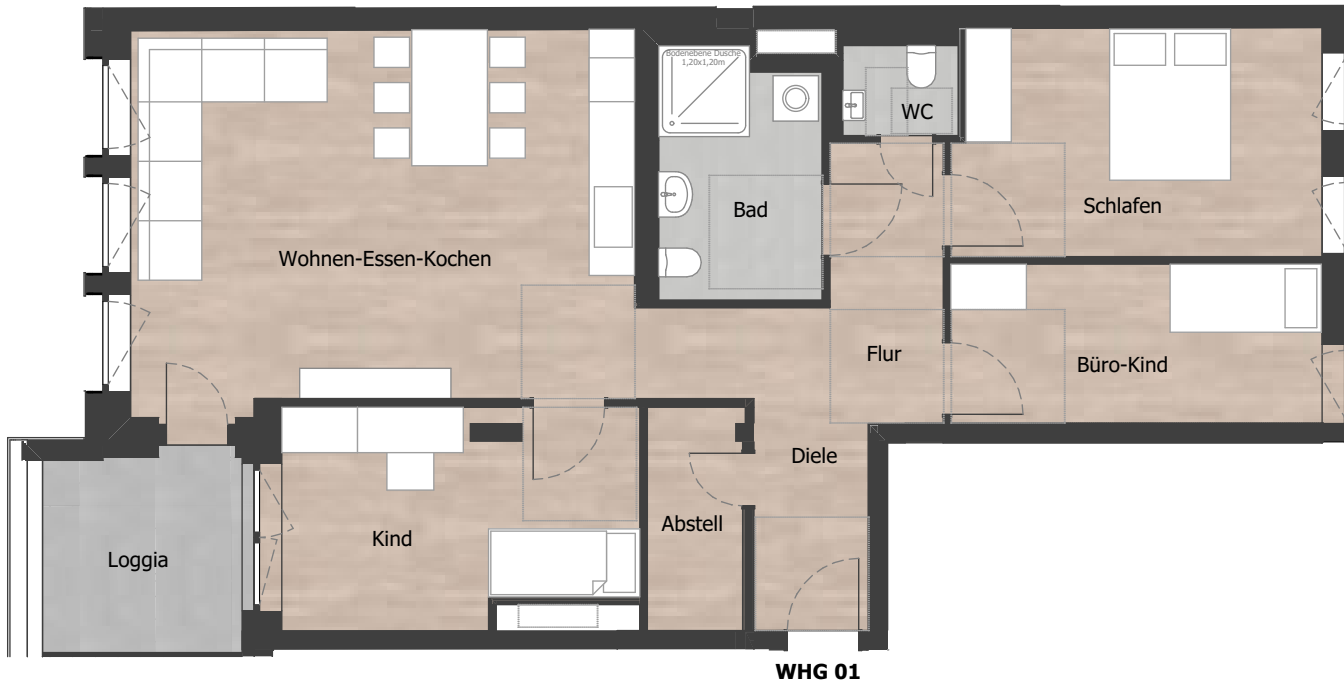 Bodenebene Dusche
1,20x1,20m
WC
Bad
Schlafen
Wohnen-Essen-Kochen
Flur
Büro-Kind
Diele
Abstell
Kind
Loggia
WHG 01